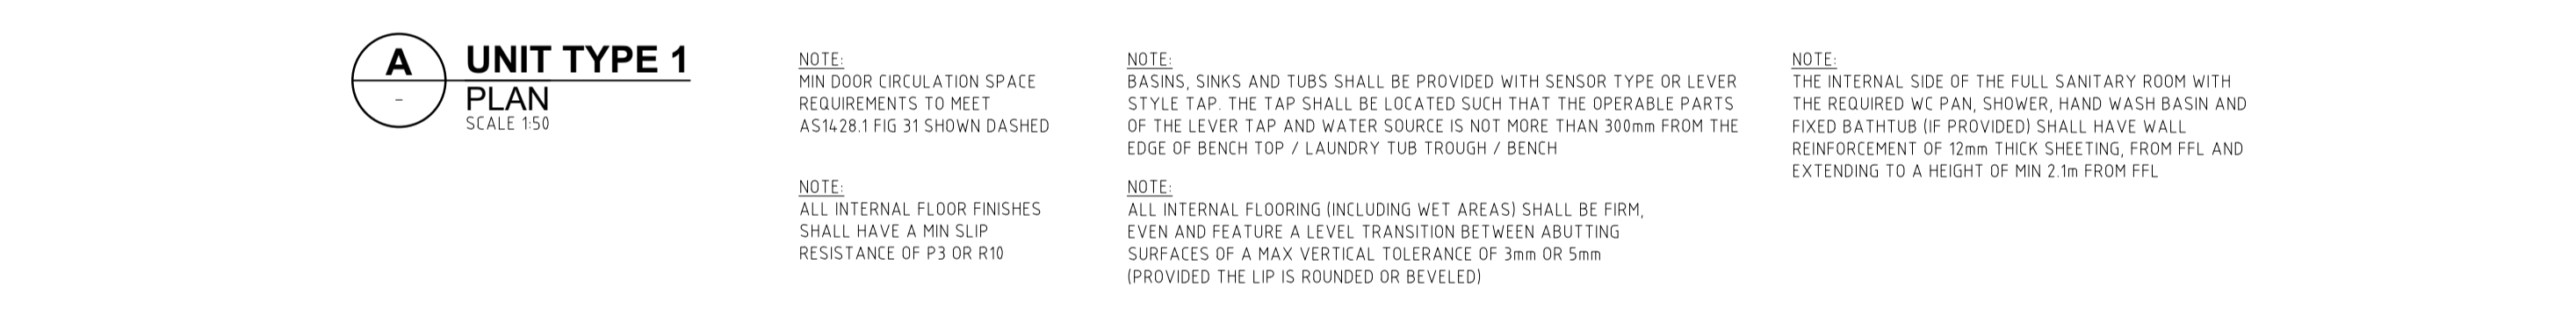 A
-
UNIT TYPE 1
PLAN
SCALE 1:50
NOTE:
MIN DOOR CIRCULATION SPACE
REQUIREMENTS TO MEET
AS1428.1 FIG 31 SHOWN DASHED
NOTE:
ALL INTERNAL FLOOR FINISHES
SHALL HAVE A MIN SLIP
RESISTANCE OF P3 OR R10
NOTE:
BASINS, SINKS AND TUBS SHALL BE PROVIDED WITH SENSOR TYPE OR LEVER
STYLE TAP. THE TAP SHALL BE LOCATED SUCH THAT THE OPERABLE PARTS
OF THE LEVER TAP AND WATER SOURCE IS NOT MORE THAN 300mm FROM THE
EDGE OF BENCH TOP / LAUNDRY TUB TROUGH / BENCH
NOTE:
ALL INTERNAL FLOORING (INCLUDING WET AREAS) SHALL BE FIRM,
EVEN AND FEATURE A LEVEL TRANSITION BETWEEN ABUTTING
SURFACES OF A MAX VERTICAL TOLERANCE OF 3mm OR 5mm
(PROVIDED THE LIP IS ROUNDED OR BEVELED)
NOTE:
THE INTERNAL SIDE OF THE FULL SANITARY ROOM WITH
THE REQUIRED WC PAN, SHOWER, HAND WASH BASIN AND
FIXED BATHTUB (IF PROVIDED) SHALL HAVE WALL
REINFORCEMENT OF 12mm THICK SHEETING, FROM FFL AND
EXTENDING TO A HEIGHT OF MIN 2.1m FROM FFL